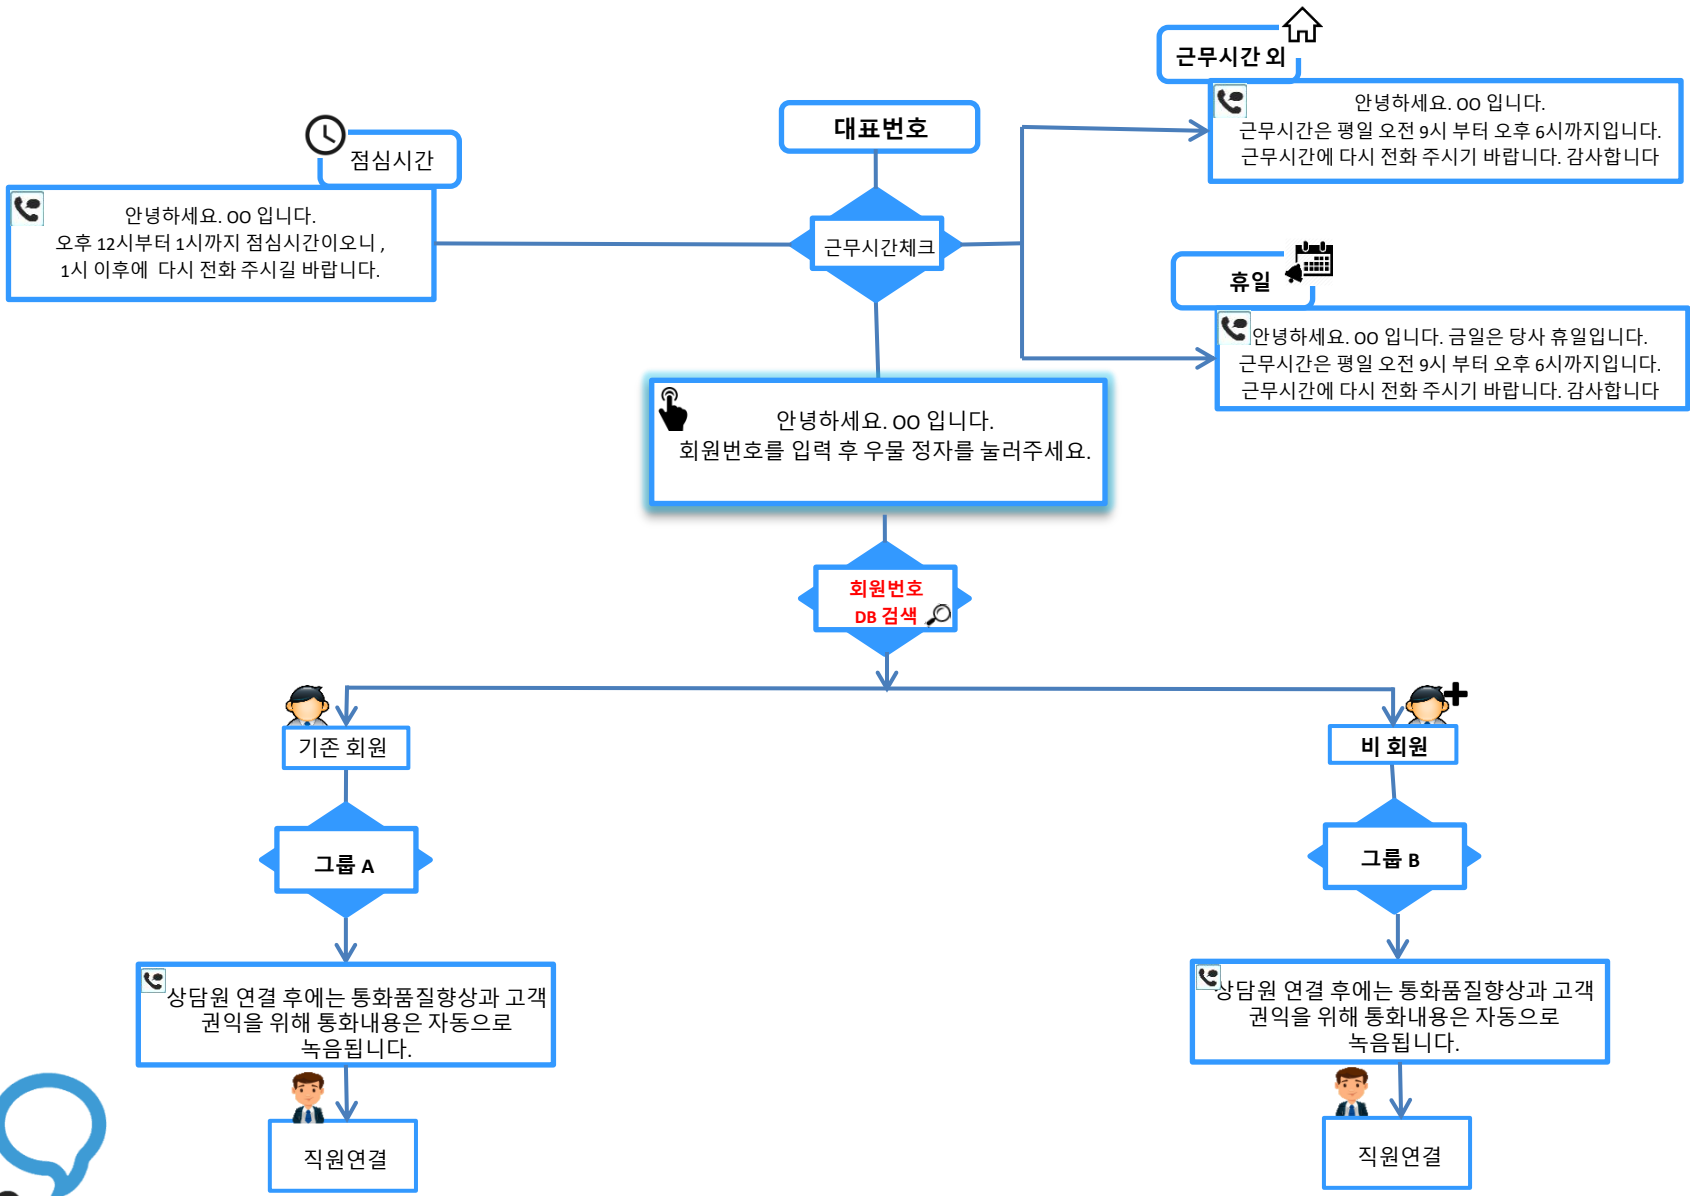 근무시간 외
안녕하세요. OO 입니다.
근무시간은 평일 오전 9시 부터 오후 6시까지입니다.
근무시간에 다시 전화 주시기 바랍니다. 감사합니다
대표번호
점심시간
안녕하세요. OO 입니다.
오후 12시부터 1시까지 점심시간이오니 ,
1시 이후에 다시 전화 주시길 바랍니다.
근무시간체크
휴일
안녕하세요. OO 입니다. 금일은 당사 휴일입니다.
근무시간은 평일 오전 9시 부터 오후 6시까지입니다.
근무시간에 다시 전화 주시기 바랍니다. 감사합니다
안녕하세요. OO 입니다.
회원번호를 입력 후 우물 정자를 눌러주세요.
회원번호
DB 검색
기존 회원
비 회원
그룹 A
그룹 B
상담원 연결 후에는 통화품질향상과 고객
권익을 위해 통화내용은 자동으로
녹음됩니다.
상담원 연결 후에는 통화품질향상과 고객
권익을 위해 통화내용은 자동으로
녹음됩니다.
직원연결
직원연결